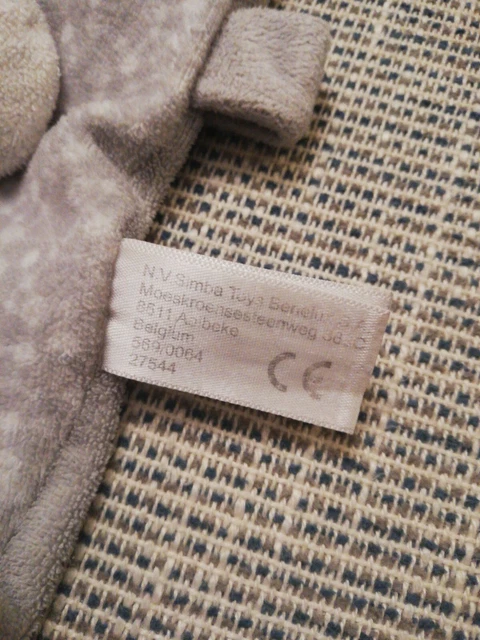 N.V Simba Toys Benelux S.A.
Moeskroensesteenweg
8511 Aalbeke
Belgium
589/0064
27544
CE